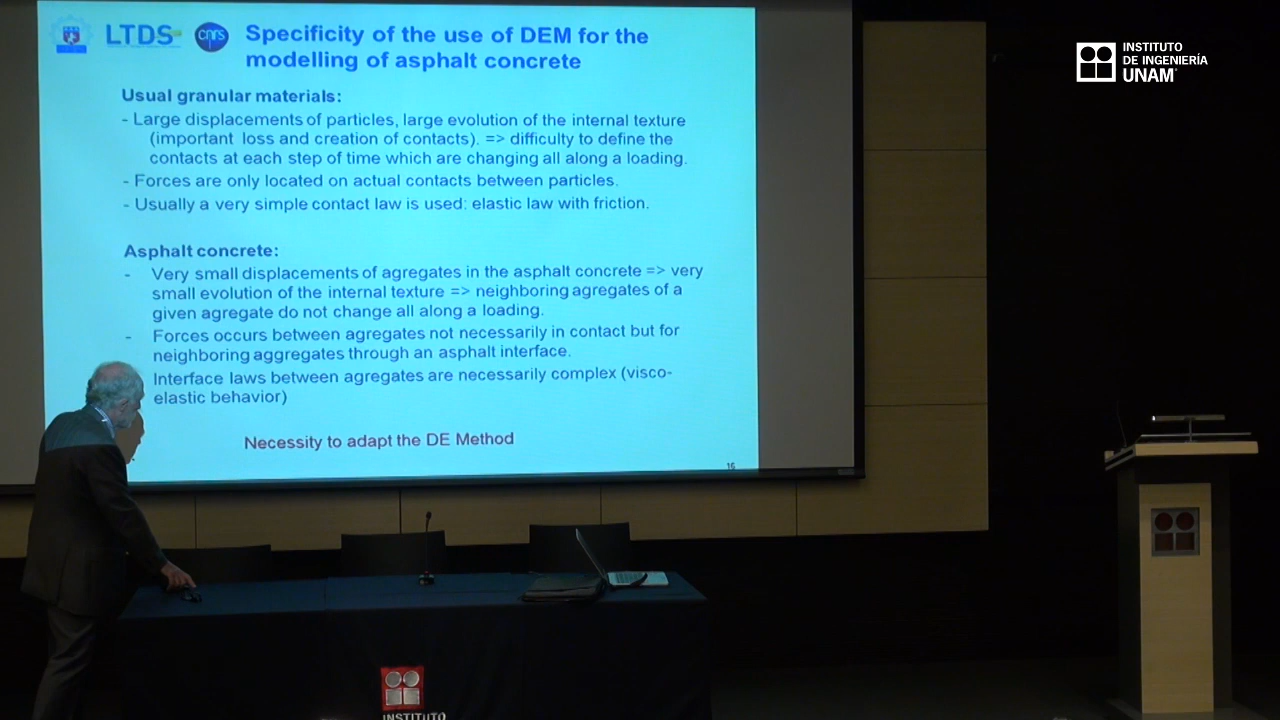 LTDS
cnrs
Specificity of the use of DEM for the
modelling of asphalt concrete
Usual granular materials:
- Large displacements of particles, large evolution of the internal texture
(important loss and creation of contacts). => difficulty to define the
contacts at each step of time which are changing all along a loading.
- Forces are only located on actual contacts between particles.
- Usually a very simple contact law is used: elastic law with friction.
Asphalt concrete:
- Very small displacements of agregates in the asphalt concrete => very
small evolution of the internal texture => neighboring agregates of a
given agregate do not change all along a loading.
- Forces occurs between agregates not necessarily in contact but for
neighboring aggregates through an asphalt interface.
Interface laws between agregates are necessarily complex (visco-
elastic behavior)
Necessity to adapt the DE Method
16
INSTITUTO
DE INGENIERÍA
UNAM
INSTITUTO